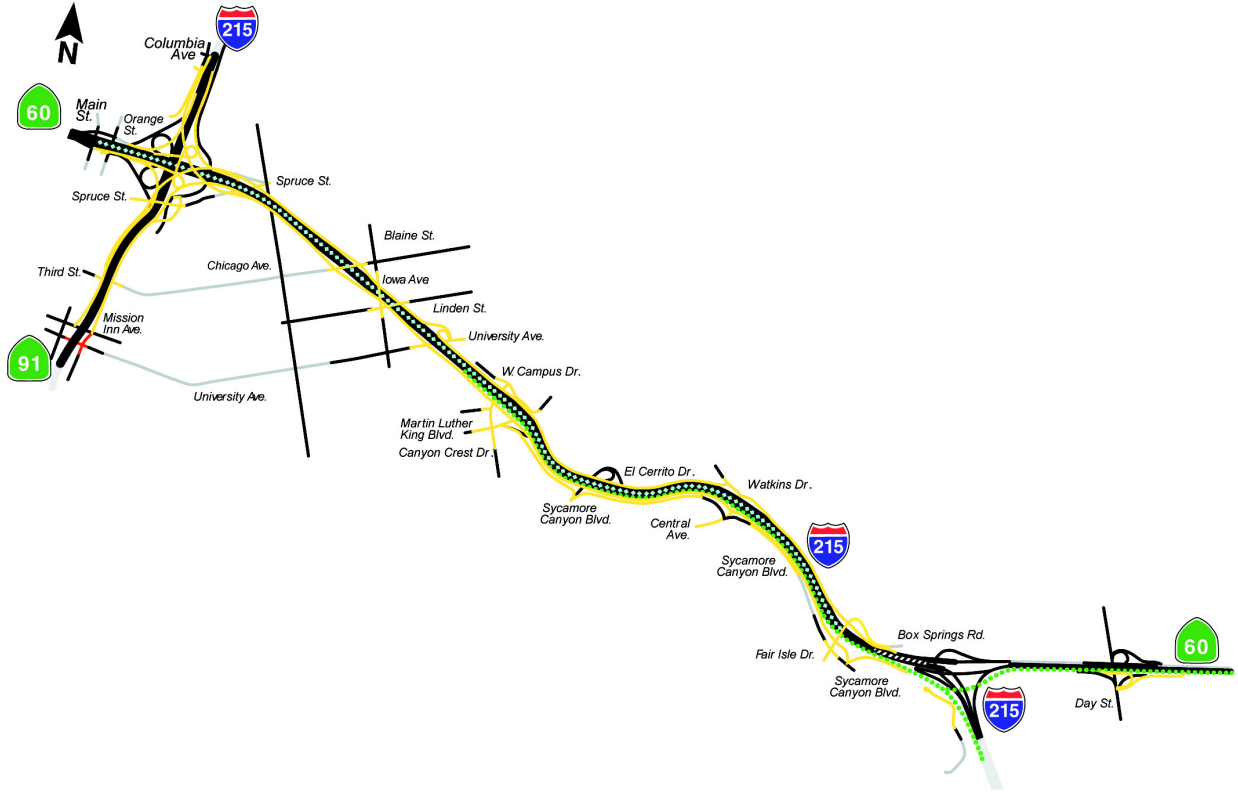 215
Columbia
Ave
N
60
Main
St.
Orange
St.
Spruce St.
Spruce St.
Blaine St.
Chicago Ave.
Third St.
Iowa Ave
Linden St.
Mission
Inn Ave.
University Ave.
91
W. Campus Dr.
University Ave.
Martin Luther
King Blvd.
Canyon Crest Dr.
El Cerrito Dr.
Watkins Dr.
Sycamore
Canyon Blvd.
Central
Ave.
215
Sycamore
Canyon Blvd.
Box Springs Rd.
60
Fair Isle Dr.
Sycamore
Canyon Blvd.
215
Day St.